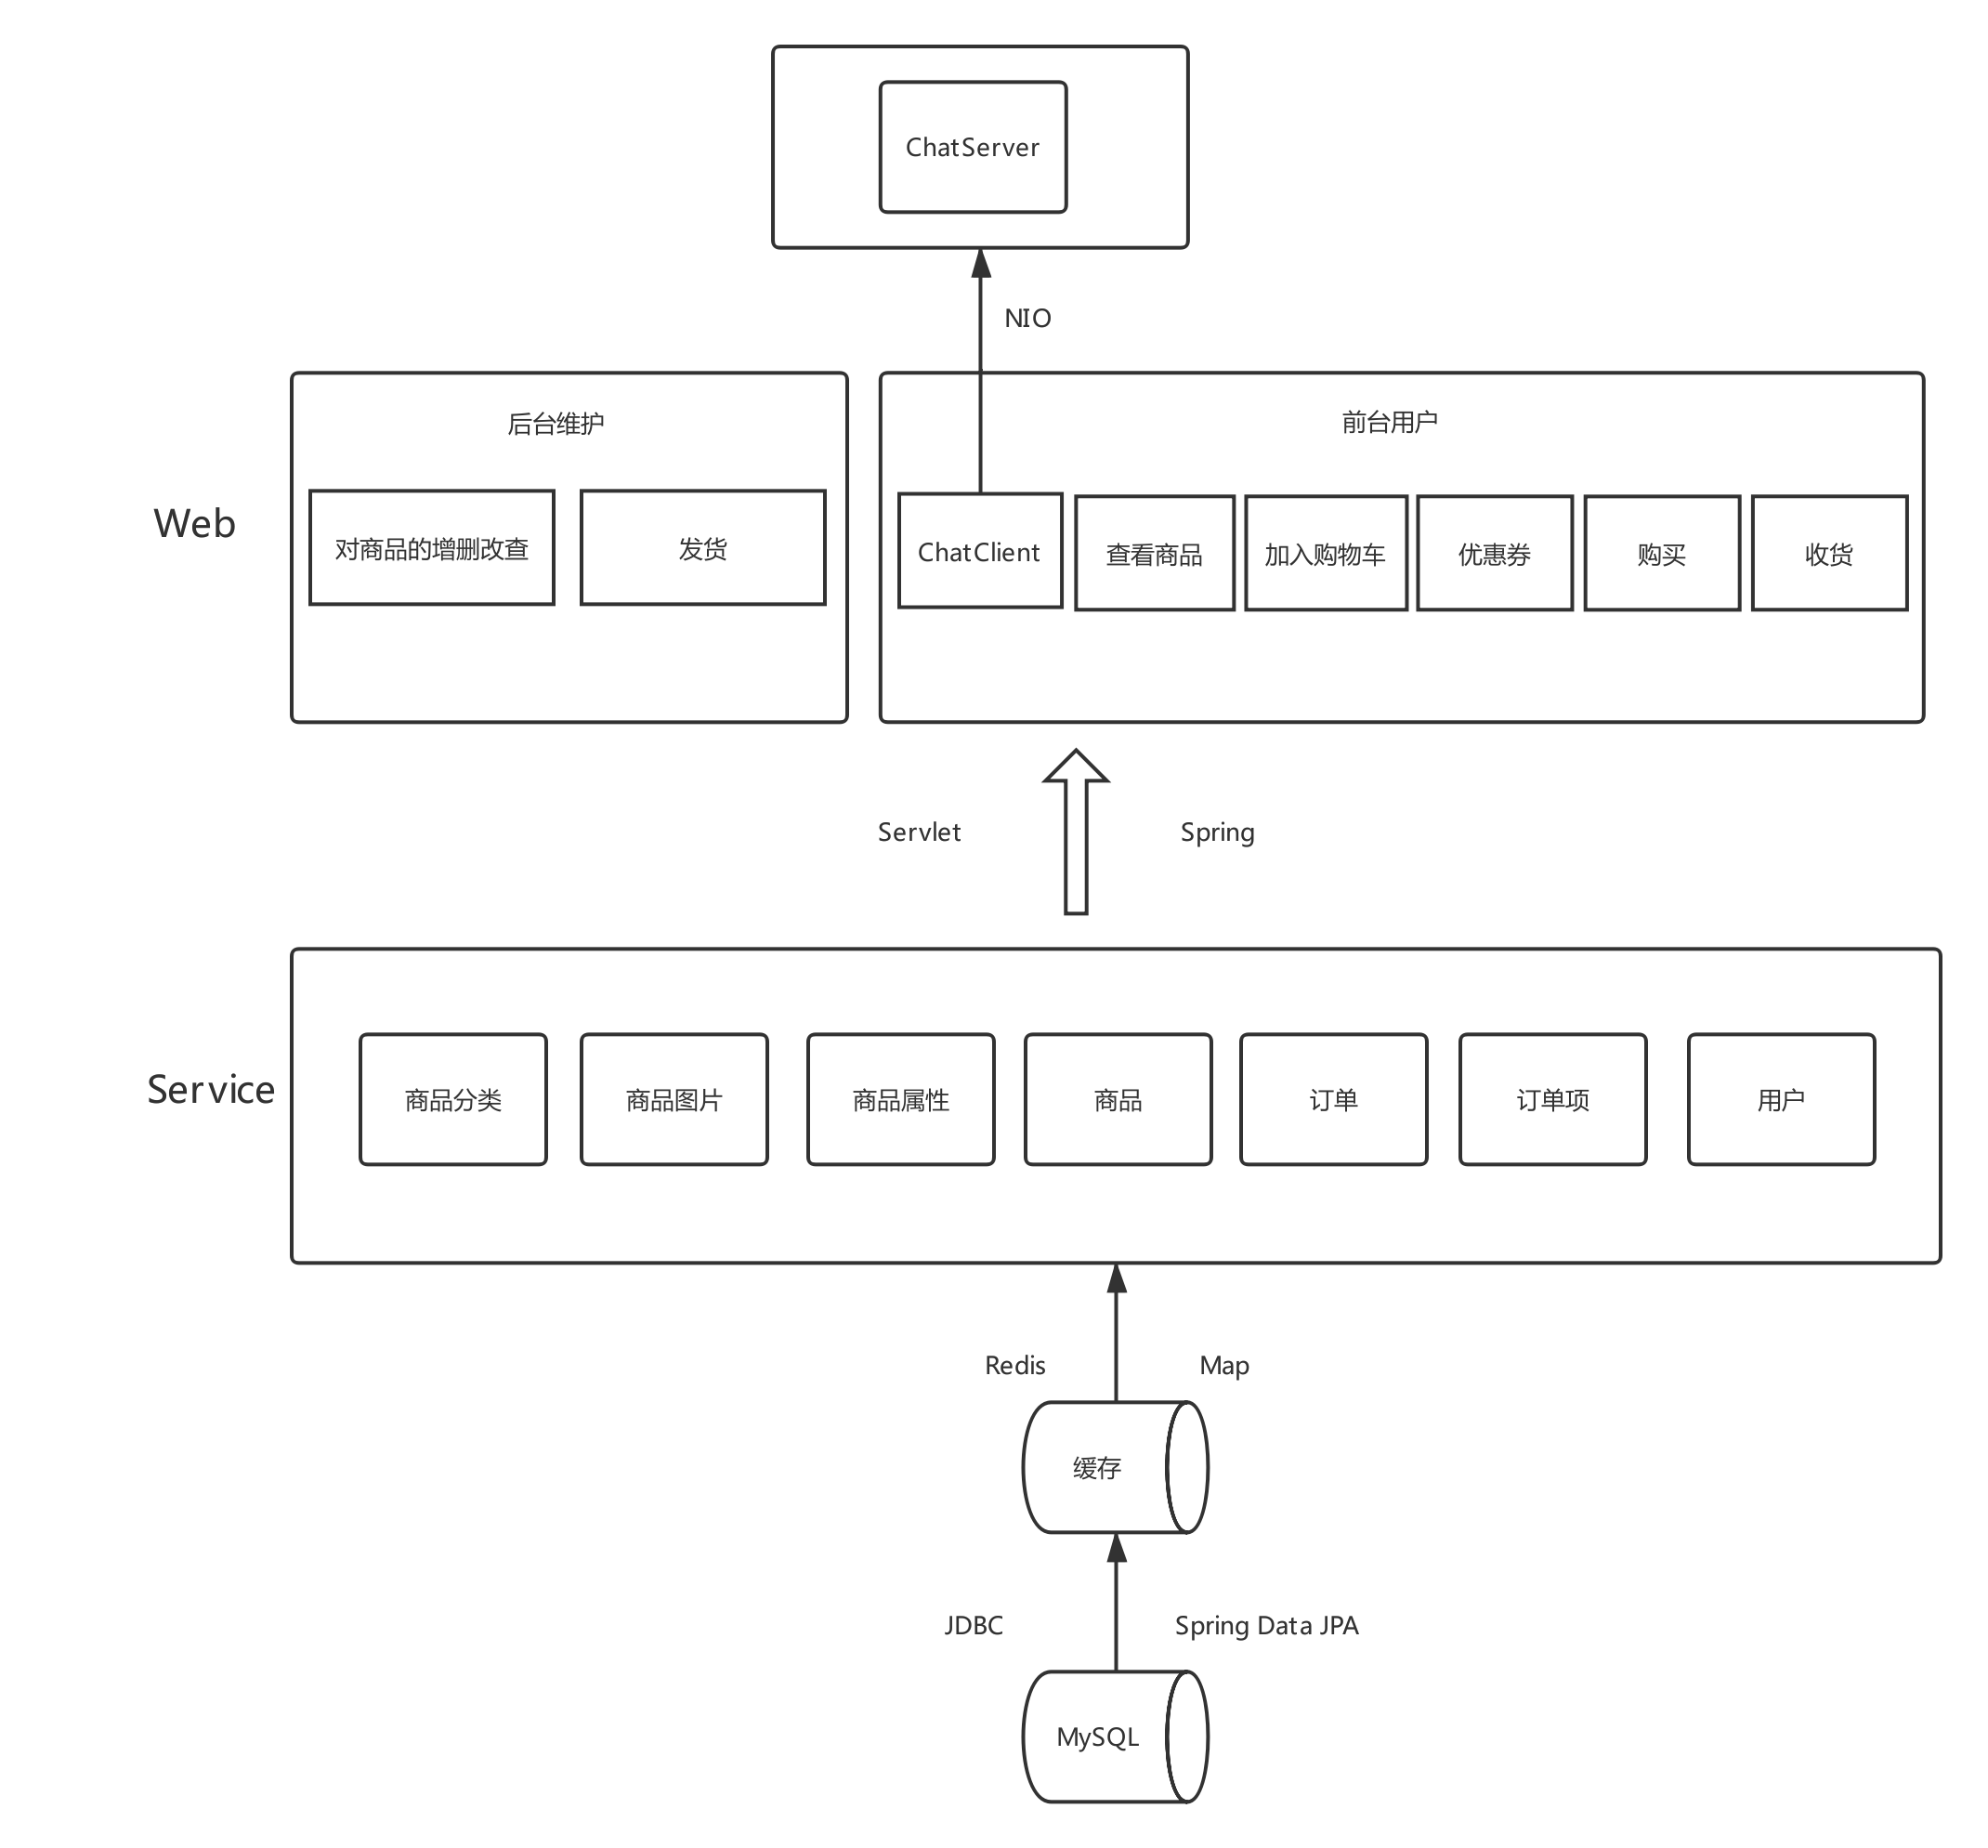 ChatServer
NIO
后台维护
前台用户
Web
对商品的增删改查
发货
ChatClient
查看商品
加入购物车
优惠券
购买
收货
Servlet
Spring
Service
商品分类
商品图片
商品属性
商品
订单
订单项
用户
Redis
Map
缓存
JDBC
Spring Data JPA
MySQL